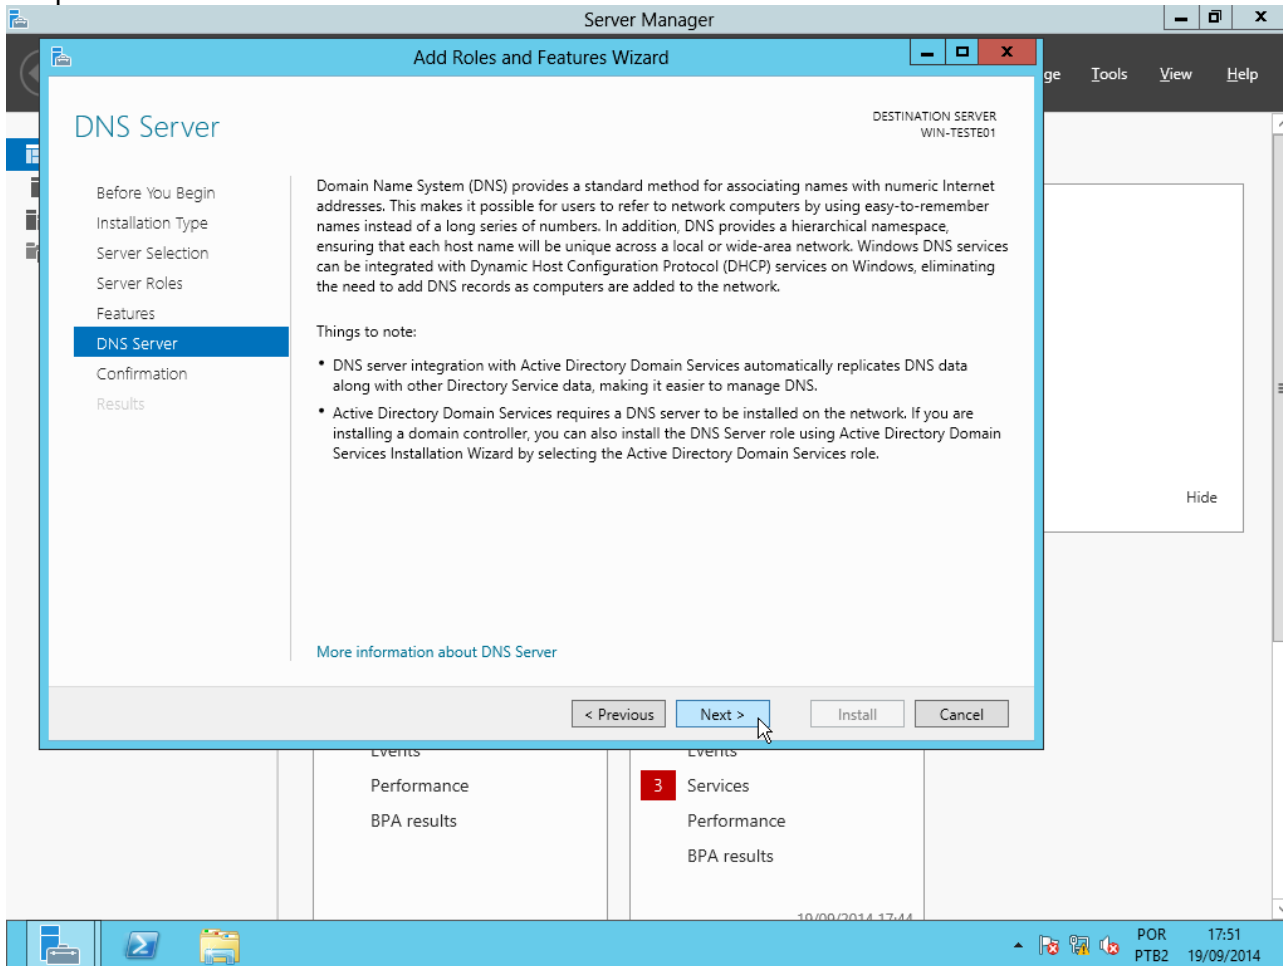 Server Manager
Add Roles and Features Wizard
ge Tools View Help
DNS Server
DESTINATION SERVER
WIN-TESTE01
Before You Begin
Installation Type
Server Selection
Server Roles
Features
DNS Server
Confirmation
Results
Domain Name System (DNS) provides a standard method for associating names with numeric Internet
addresses. This makes it possible for users to refer to network computers by using easy-to-remember
names instead of a long series of numbers. In addition, DNS provides a hierarchical namespace,
ensuring that each host name will be unique across a local or wide-area network. Windows DNS services
can be integrated with Dynamic Host Configuration Protocol (DHCP) services on Windows, eliminating
the need to add DNS records as computers are added to the network.
Things to note:
• DNS server integration with Active Directory Domain Services automatically replicates DNS data
along with other Directory Service data, making it easier to manage DNS.
• Active Directory Domain Services requires a DNS server to be installed on the network. If you are
installing a domain controller, you can also install the DNS Server role using Active Directory Domain
Services Installation Wizard by selecting the Active Directory Domain Services role.
Hide
More information about DNS Server
< Previous Next > Install Cancel
Events
Performance
BPA results
Events
3 Services
Performance
BPA results
19/09/2014 17:44
POR 17:51
PTB2 19/09/2014